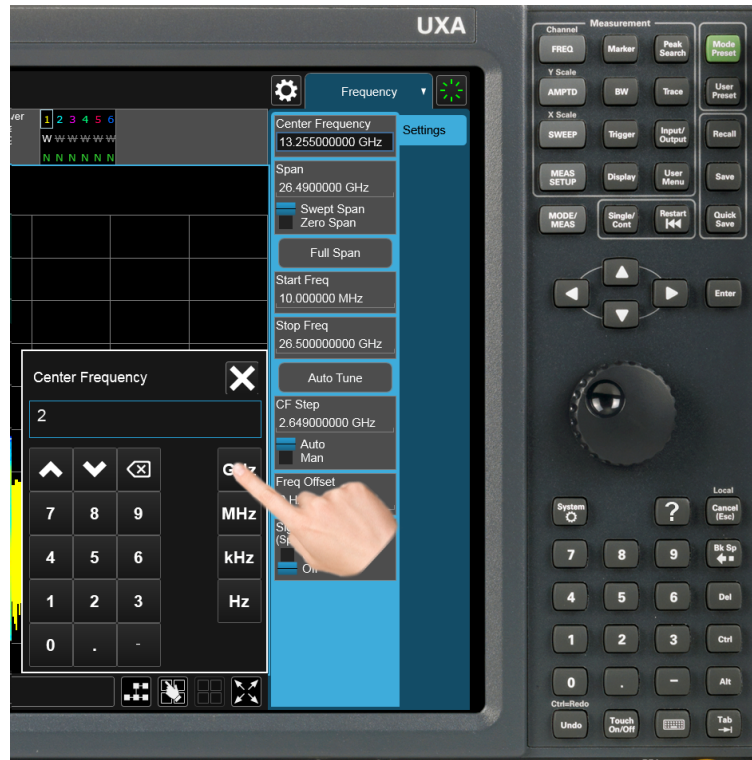 UXA
Frequency
ver
1 2 3 4 5 6
W W W W W W
N N N N N N
Settings
Center Frequency
13.255000000 GHz
Span
26.4900000 GHz
Swept Span
Zero Span
Full Span
Start Freq
10.000000 MHz
Stop Freq
26.500000000 GHz
Auto Tune
CF Step
2.649000000 GHz
Auto
Man
Freq Offset
Center Frequency
2
7 8 9 MHz
4 5 6 kHz
1 2 3 Hz
0 . -
Measurement
Channel
FREQ Marker Peak Search
Mode Preset
Y Scale
AMPTD BW Trace
User Preset
X Scale
SWEEP Trigger Input/Output
Recall
MEAS SETUP Display User Menu
Save
MODE/MEAS Single/Cont Restart
Quick Save
Enter
Local
System ? Cancel (Esc)
7 8 9 Bk Sp
4 5 6 Del
1 2 3 Ctrl
0 . - Alt
Ctrl=Redo
Undo Touch On/Off Tab